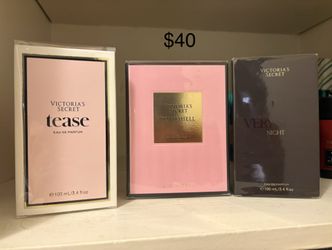 $40
VICTORIA'S SECRET
tease
EAU DE PARFUM
e 100 mL/3.4 fl oz
VICTORIA'S
SECRET
VICTORIA'S
SECRET
VERY
NIGHT
EAU DE PARFUM
e 100 mL/3.4 fl oz